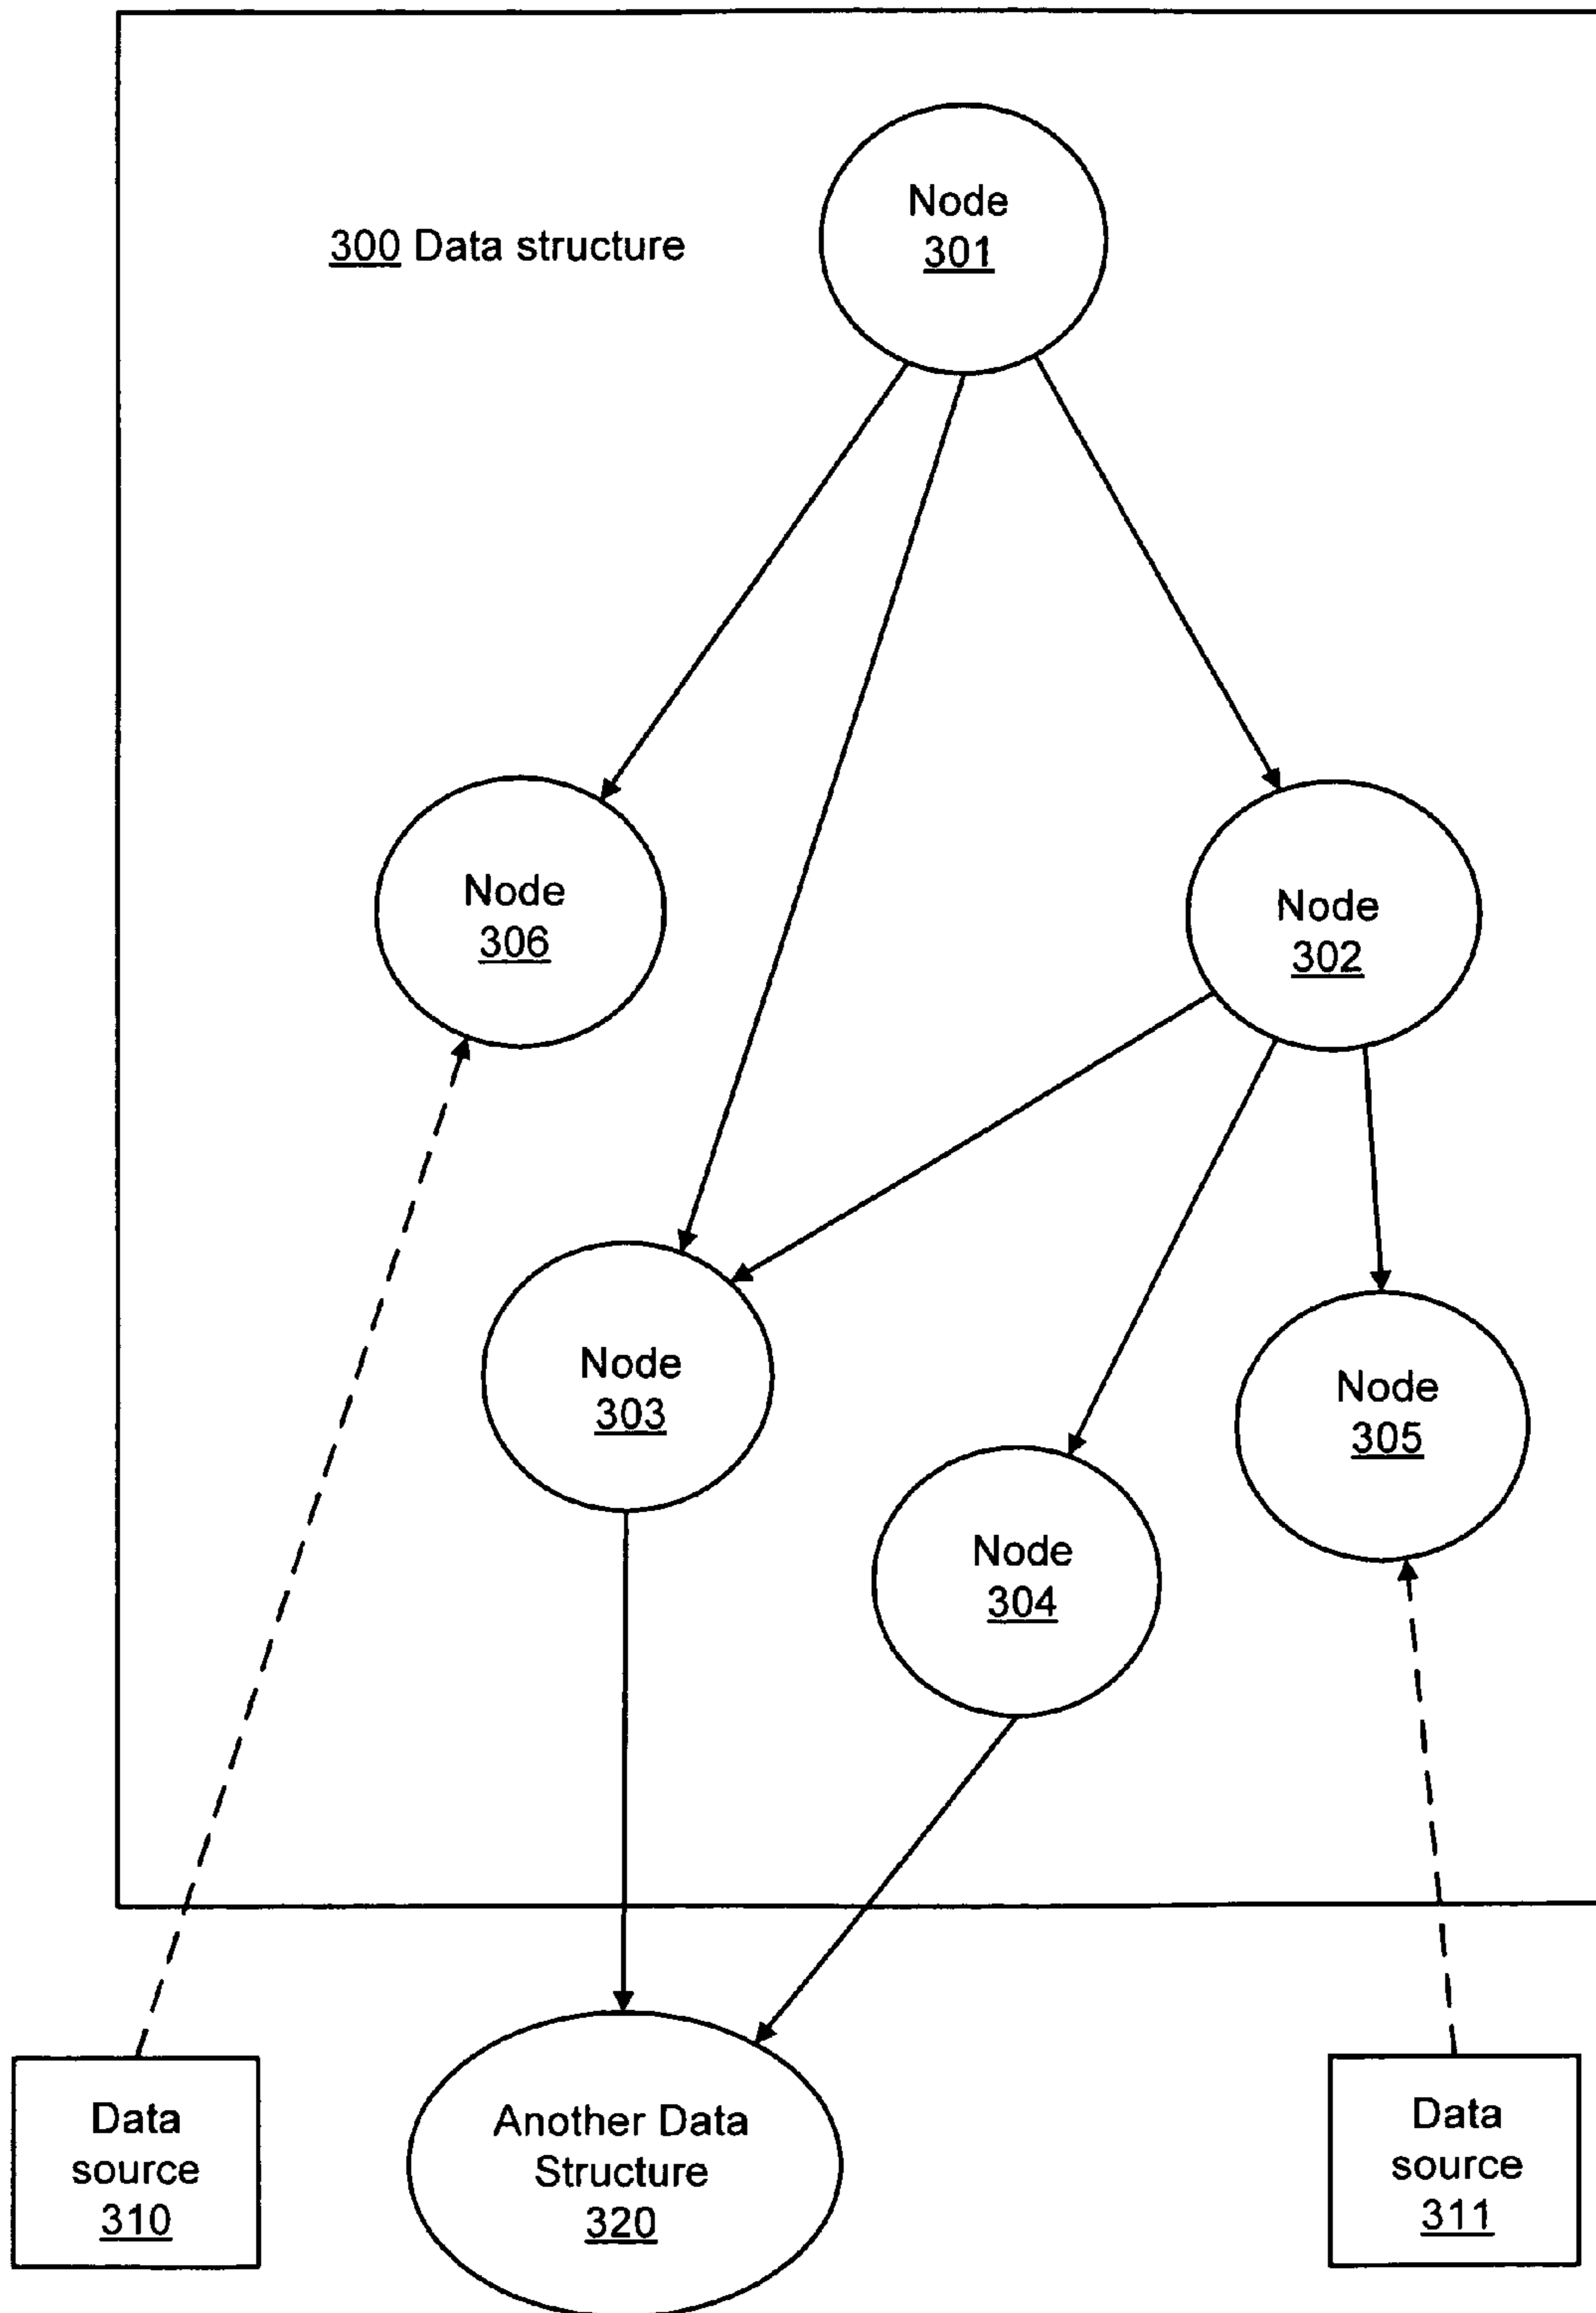 Node
301
300 Data structure
Node
306
Node
302
Node
303
Node
305
Node
304
Data
source
310
Another Data
Structure
320
Data
source
311